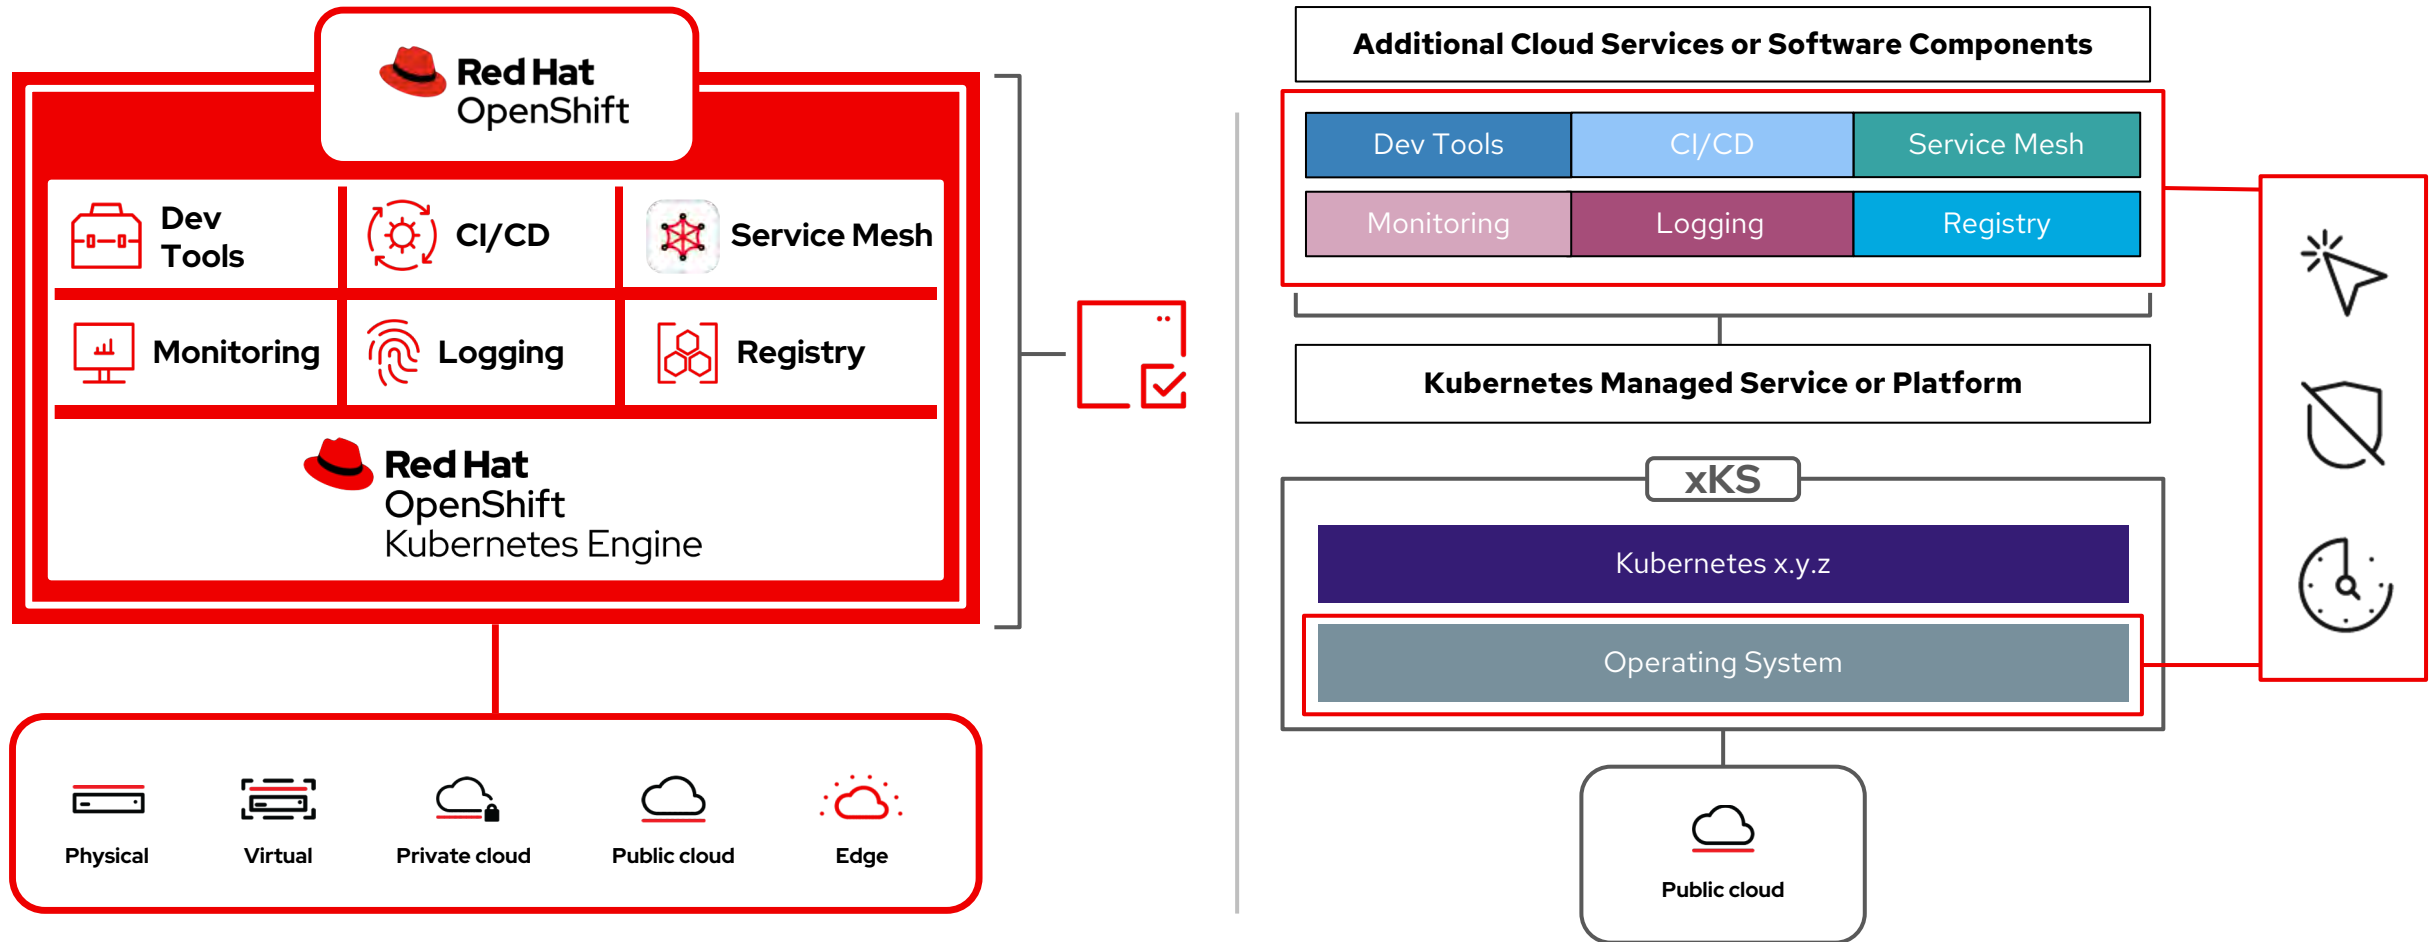 Red Hat
OpenShift
Dev
Tools
CI/CD
Service Mesh
Monitoring
Logging
Registry
Red Hat
OpenShift
Kubernetes Engine
Physical
Virtual
Private cloud
Public cloud
Edge
Additional Cloud Services or Software Components
Dev Tools
CI/CD
Service Mesh
Monitoring
Logging
Registry
Kubernetes Managed Service or Platform
xKS
Kubernetes x.y.z
Operating System
Public cloud